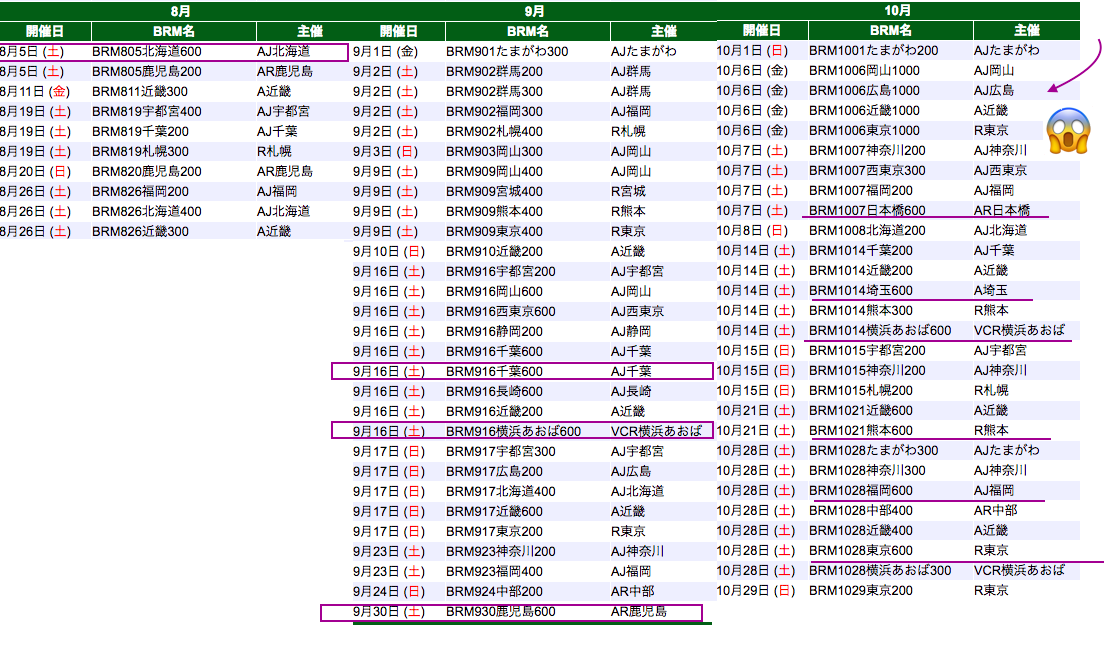 8月
開催日 BRM名 主催
8月5日 (土) BRM805北海道600 AJ北海道
8月5日 (土) BRM805鹿児島200 AR鹿児島
8月11日 (金) BRM811近畿300 A近畿
8月19日 (土) BRM819宇都宮400 AJ宇都宮
8月19日 (土) BRM819千葉200 AJ千葉
8月19日 (土) BRM819札幌300 R札幌
8月20日 (日) BRM820鹿児島200 AR鹿児島
8月26日 (土) BRM826福岡200 AJ福岡
8月26日 (土) BRM826北海道400 AJ北海道
8月26日 (土) BRM826近畿300 A近畿
9月
開催日 BRM名 主催
9月1日 (金) BRM901たまがわ300 AJたまがわ
9月2日 (土) BRM902群馬200 AJ群馬
9月2日 (土) BRM902群馬300 AJ群馬
9月2日 (土) BRM902福岡300 AJ福岡
9月2日 (土) BRM902札幌400 R札幌
9月3日 (日) BRM903岡山300 AJ岡山
9月9日 (土) BRM909岡山400 AJ岡山
9月9日 (土) BRM909宮城400 R宮城
9月9日 (土) BRM909熊本400 R熊本
9月9日 (土) BRM909東京400 R東京
9月10日 (日) BRM910近畿200 A近畿
9月16日 (土) BRM916宇都宮200 AJ宇都宮
9月16日 (土) BRM916岡山600 AJ岡山
9月16日 (土) BRM916西東京600 AJ西東京
9月16日 (土) BRM916静岡200 AJ静岡
9月16日 (土) BRM916千葉600 AJ千葉
9月16日 (土) BRM916千葉600 AJ千葉
9月16日 (土) BRM916長崎600 AJ長崎
9月16日 (土) BRM916近畿200 A近畿
9月16日 (土) BRM916横浜あおば600 VCR横浜あおば
9月17日 (日) BRM917宇都宮300 AJ宇都宮
9月17日 (日) BRM917広島200 AJ広島
9月17日 (日) BRM917北海道400 AJ北海道
9月17日 (日) BRM917近畿600 A近畿
9月17日 (日) BRM917東京200 R東京
9月23日 (土) BRM923神奈川200 AJ神奈川
9月23日 (土) BRM923福岡400 AJ福岡
9月24日 (日) BRM924中部200 AR中部
9月30日 (土) BRM930鹿児島600 AR鹿児島
10月
開催日 BRM名 主催
10月1日 (日) BRM1001たまがわ200 AJたまがわ
10月6日 (金) BRM1006岡山1000 AJ岡山
10月6日 (金) BRM1006広島1000 AJ広島
10月6日 (金) BRM1006近畿1000 A近畿
10月6日 (金) BRM1006東京1000 R東京
10月7日 (土) BRM1007神奈川200 AJ神奈川
10月7日 (土) BRM1007西東京300 AJ西東京
10月7日 (土) BRM1007福岡200 AJ福岡
10月7日 (土) BRM1007日本橋600 AR日本橋
10月8日 (日) BRM1008北海道200 AJ北海道
10月14日 (土) BRM1014千葉200 AJ千葉
10月14日 (土) BRM1014近畿200 A近畿
10月14日 (土) BRM1014埼玉600 A埼玉
10月14日 (土) BRM1014熊本300 R熊本
10月14日 (土) BRM1014横浜あおば600 VCR横浜あおば
10月15日 (日) BRM1015宇都宮200 AJ宇都宮
10月15日 (日) BRM1015神奈川200 AJ神奈川
10月15日 (日) BRM1015札幌200 R札幌
10月21日 (土) BRM1021近畿600 A近畿
10月21日 (土) BRM1021熊本600 R熊本
10月28日 (土) BRM1028たまがわ300 AJたまがわ
10月28日 (土) BRM1028神奈川300 AJ神奈川
10月28日 (土) BRM1028福岡600 AJ福岡
10月28日 (土) BRM1028中部400 AR中部
10月28日 (土) BRM1028近畿400 A近畿
10月28日 (土) BRM1028東京600 R東京
10月28日 (土) BRM1028横浜あおば300 VCR横浜あおば
10月29日 (日) BRM1029東京200 R東京